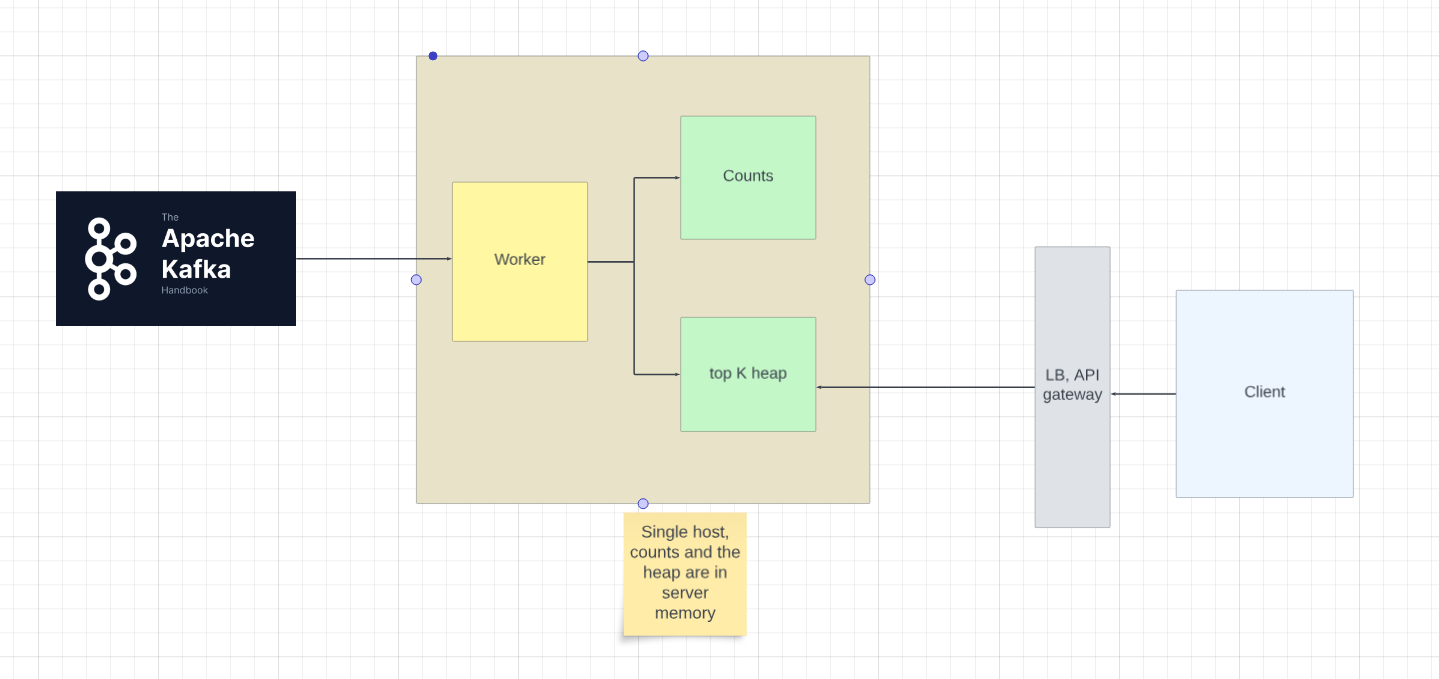 The
Apache
Kafka
Handbook
Worker
Counts
top K heap
LB, API
gateway
Client
Single host,
counts and the
heap are in
server
memory